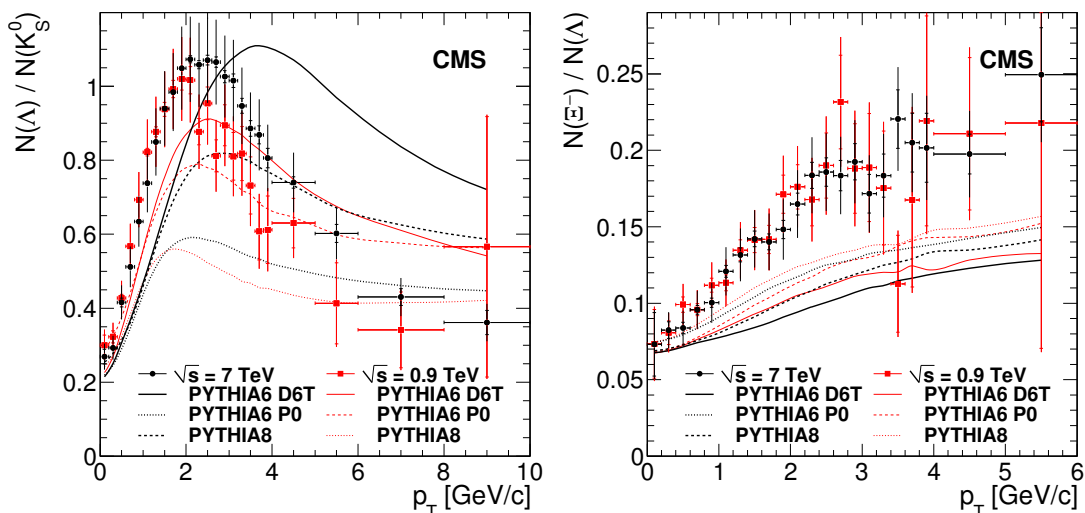 CMS
N(Λ) / N(K⁰_S)
1
0.8
0.6
0.4
0.2
0
√s = 7 TeV √s = 0.9 TeV
PYTHIA6 D6T PYTHIA6 D6T
PYTHIA6 P0 PYTHIA6 P0
PYTHIA8 PYTHIA8
0 2 4 6 8 10
p_T [GeV/c]
CMS
N(Ξ⁻) / N(Λ)
0.25
0.2
0.15
0.1
0.05
0
√s = 7 TeV √s = 0.9 TeV
PYTHIA6 D6T PYTHIA6 D6T
PYTHIA6 P0 PYTHIA6 P0
PYTHIA8 PYTHIA8
0 1 2 3 4 5 6
p_T [GeV/c]